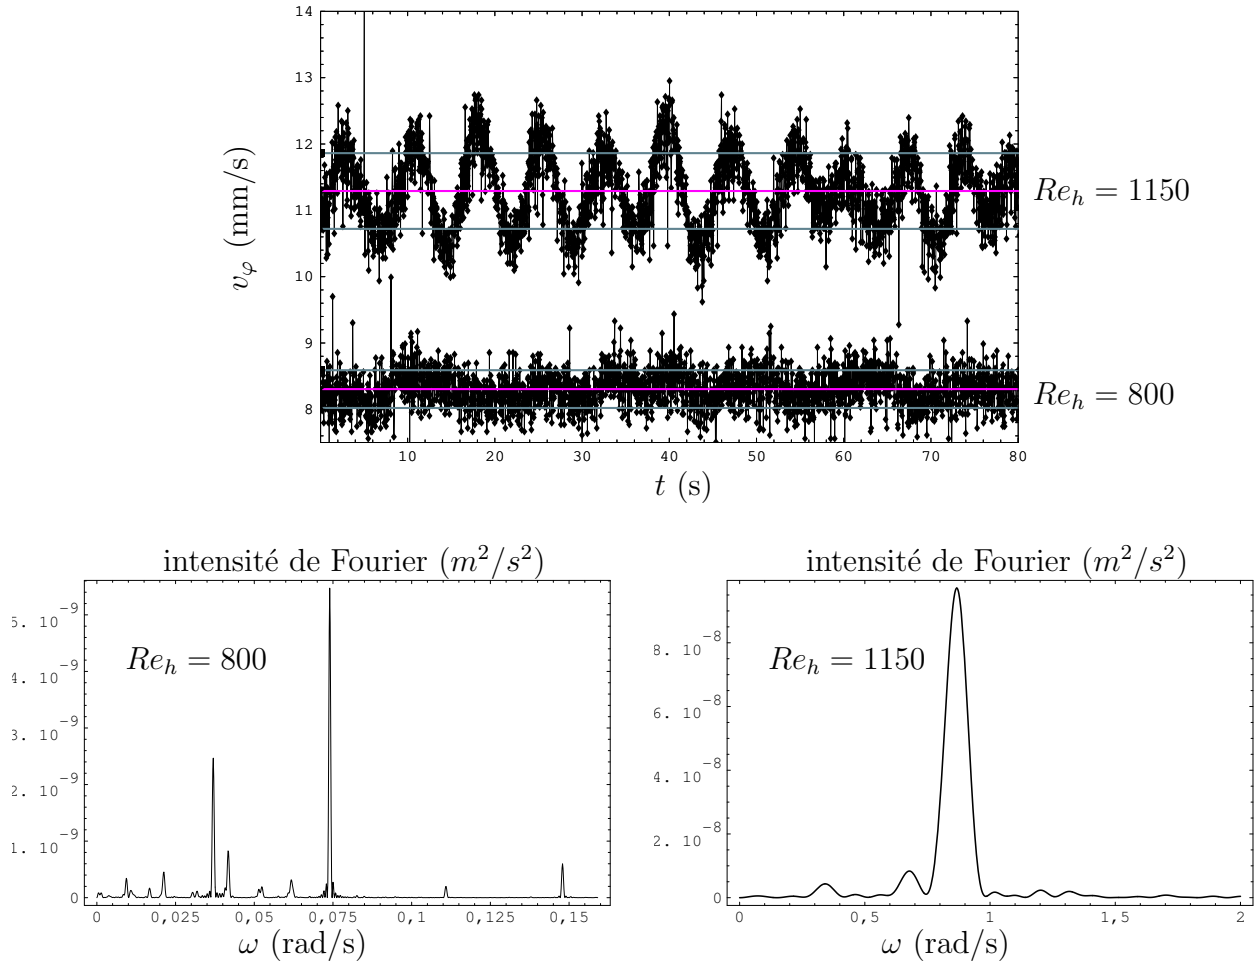 14
13
12
11
10
9
8
v_φ (mm/s)
Re_h = 1150
Re_h = 800
10 20 30 40 50 60 70 80
t (s)
intensité de Fourier (m²/s²)
5. 10⁻⁹
4. 10⁻⁹
3. 10⁻⁹
2. 10⁻⁹
1. 10⁻⁹
0
Re_h = 800
0 0,025 0,05 0,075 0,1 0,125 0,15
ω (rad/s)
intensité de Fourier (m²/s²)
8. 10⁻⁸
6. 10⁻⁸
4. 10⁻⁸
2. 10⁻⁸
0
Re_h = 1150
0 0,5 1 1,5 2
ω (rad/s)